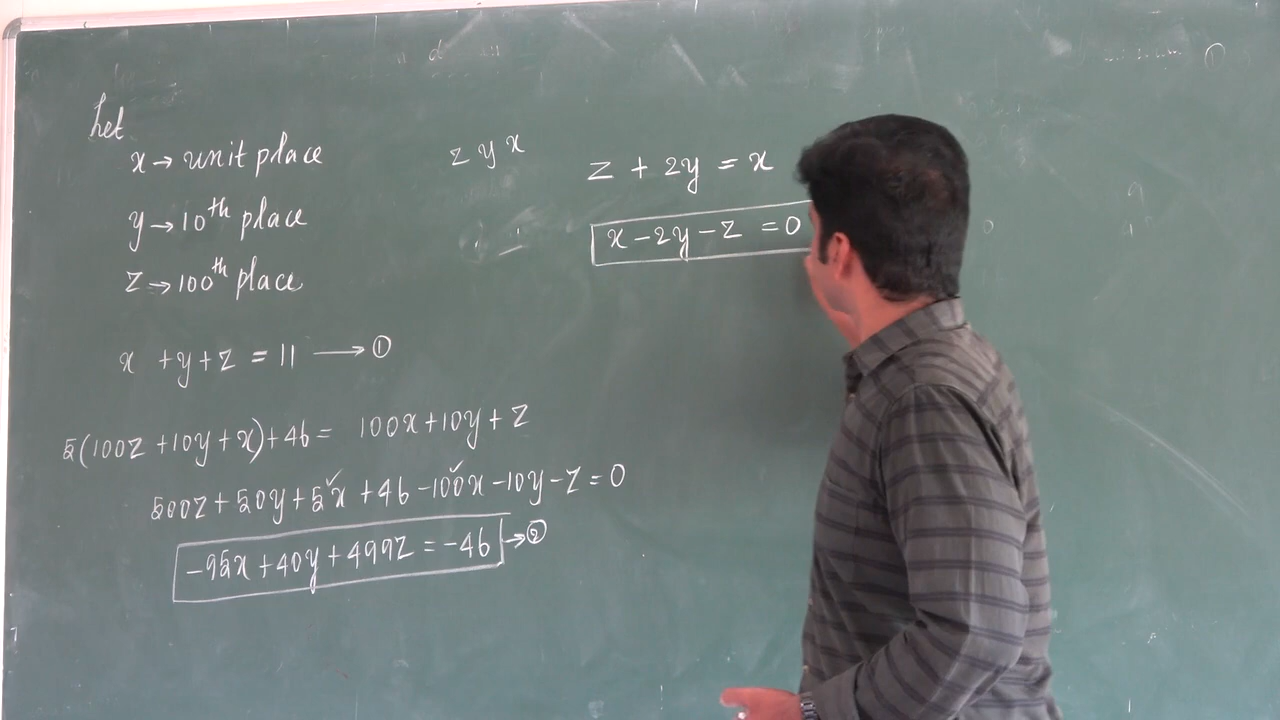 Let
x → unit place
y → 10th place
z → 100th place
x + y + z = 11 → ①
5(100z + 10y + x) + 46 = 100x + 10y + z
500z + 50y + 5x + 46 - 100x - 10y - z = 0
-95x + 40y + 499z = -46 → ②
z y x
z + 2y = x
x - 2y - z = 0
①